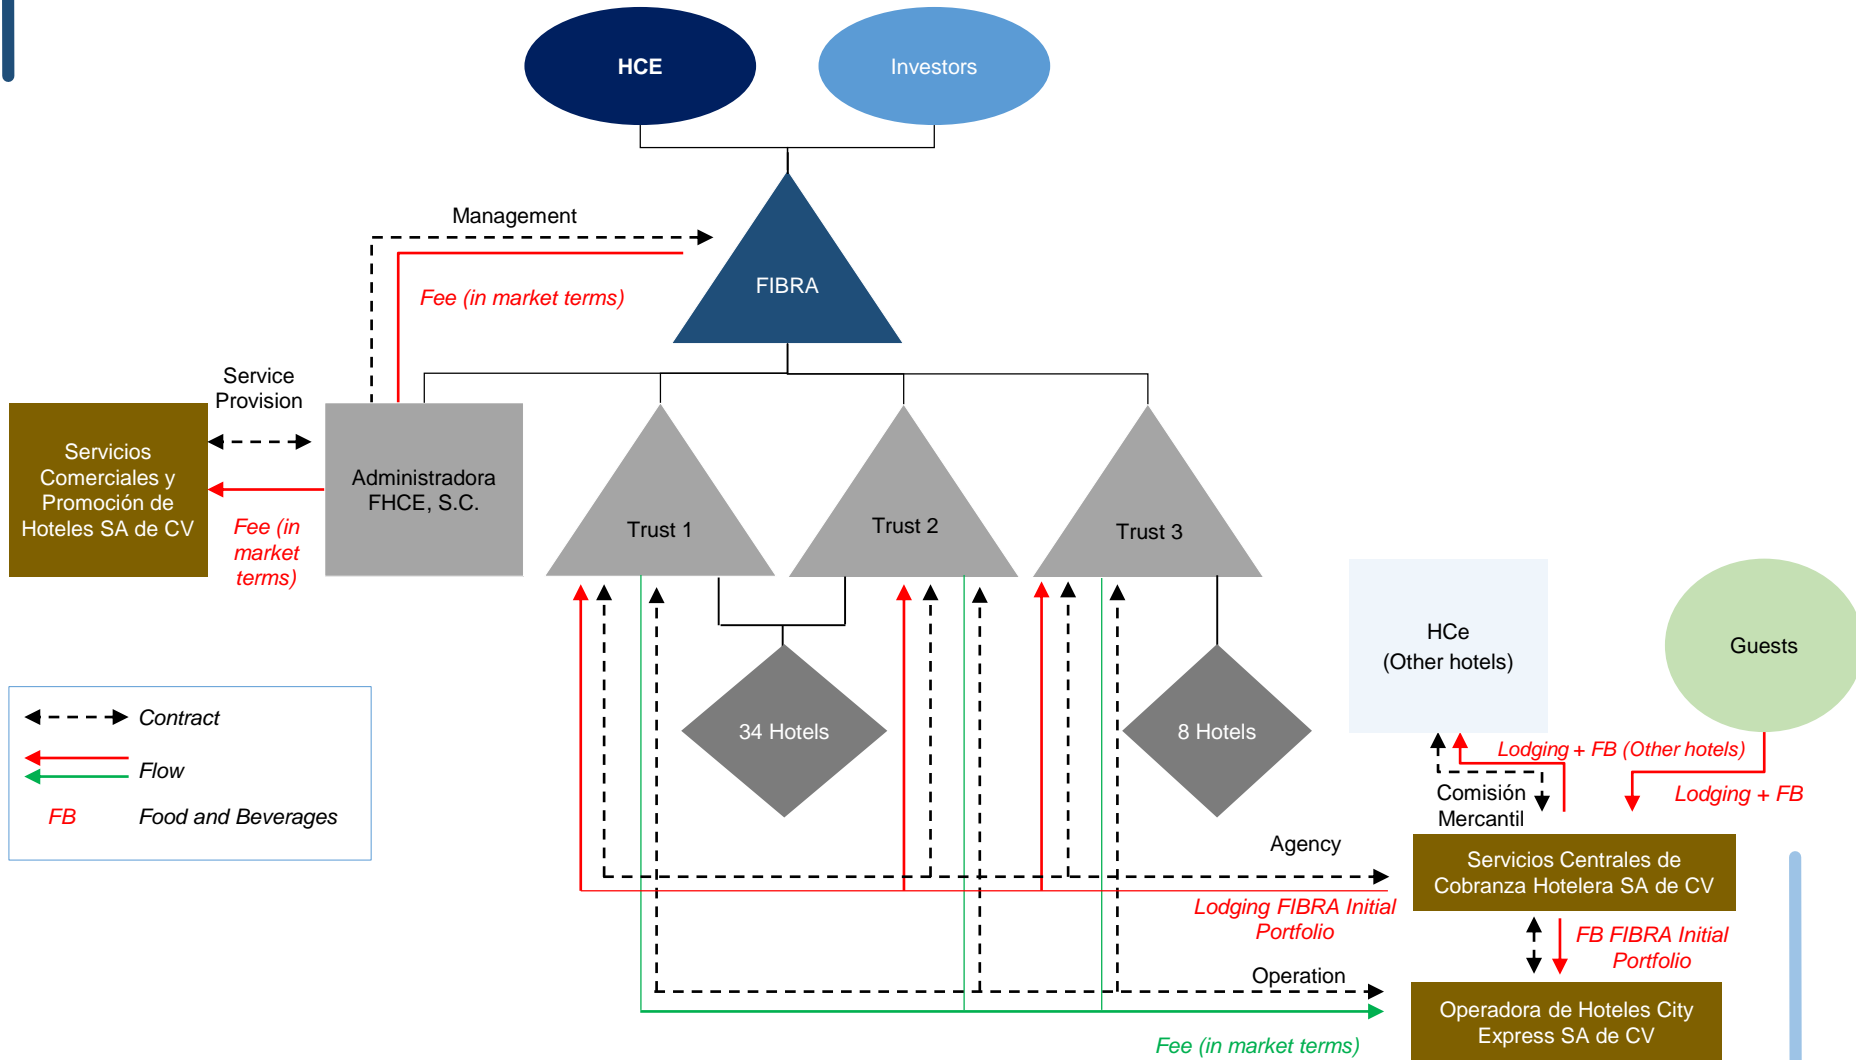 HCE
Investors
Management
Fee (in market terms)
FIBRA
Service
Provision
Servicios
Comerciales y
Promoción de
Hoteles SA de CV
Fee (in
market
terms)
Administradora
FHCE, S.C.
Trust 1
Trust 2
Trust 3
34 Hotels
8 Hotels
HCe
(Other hotels)
Guests
Contract
Flow
FB
Food and Beverages
Lodging + FB (Other hotels)
Lodging + FB
Comisión
Mercantil
Agency
Servicios Centrales de
Cobranza Hotelera SA de CV
Lodging FIBRA Initial
Portfolio
FB FIBRA Initial
Portfolio
Operation
Operadora de Hoteles City
Express SA de CV
Fee (in market terms)